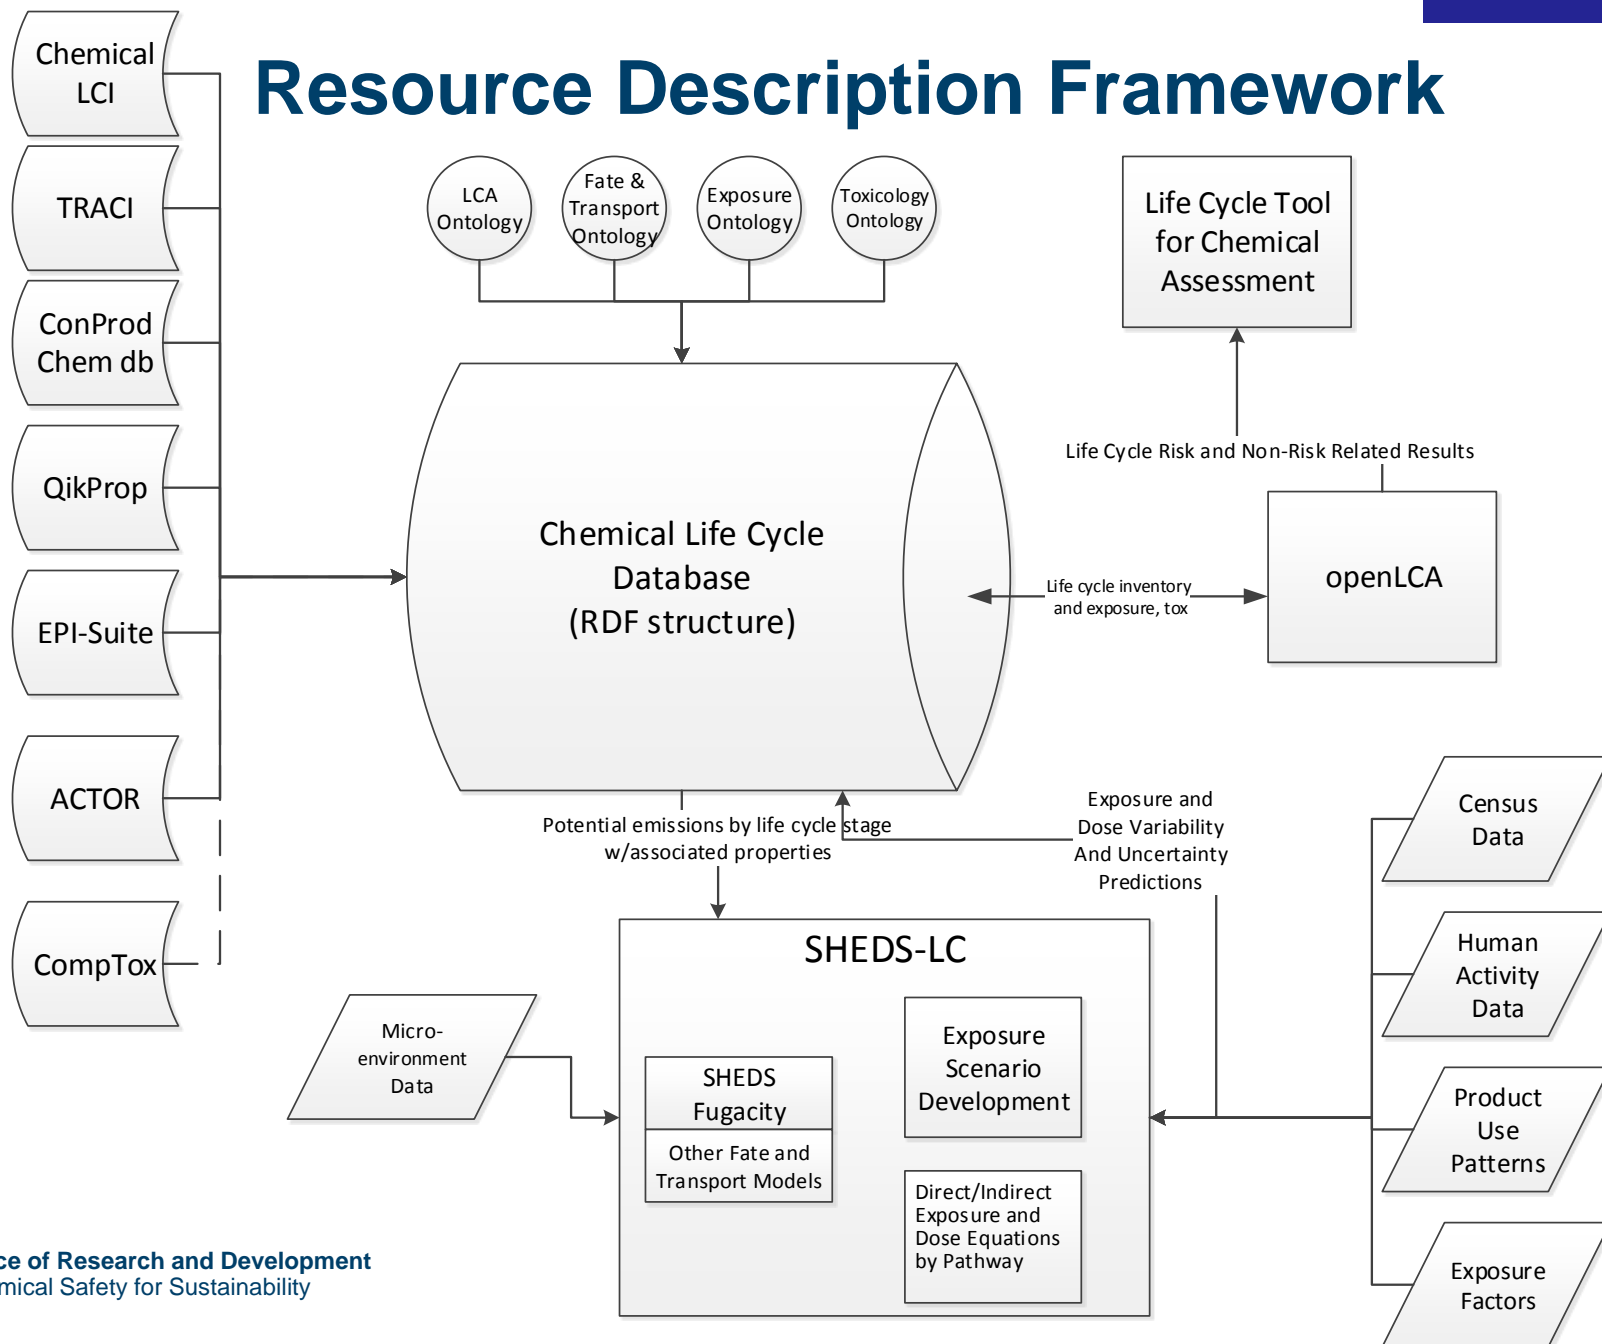 Resource Description Framework
Chemical
LCI
TRACI
ConProd
Chem db
QikProp
EPI-Suite
ACTOR
CompTox
LCA
Ontology
Fate &
Transport
Ontology
Exposure
Ontology
Toxicology
Ontology
Life Cycle Tool
for Chemical
Assessment
Life Cycle Risk and Non-Risk Related Results
openLCA
Life cycle inventory
and exposure, tox
Chemical Life Cycle
Database
(RDF structure)
Potential emissions by life cycle stage
w/associated properties
Exposure and
Dose Variability
And Uncertainty
Predictions
Census
Data
Human
Activity
Data
Product
Use
Patterns
Exposure
Factors
SHEDS-LC
Micro-
environment
Data
SHEDS
Fugacity
Other Fate and
Transport Models
Exposure
Scenario
Development
Direct/Indirect
Exposure and
Dose Equations
by Pathway
ce of Research and Development
mical Safety for Sustainability